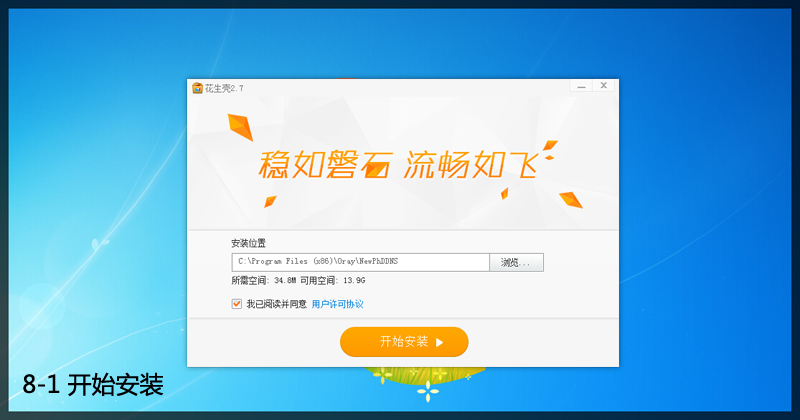 花生壳2.7
稳如磐石 流畅如飞
安装位置
C:\Program Files (x86)\Oray\NewPhDDNS
浏览...
所需空间: 34.8M 可用空间: 13.9G
我已阅读并同意 用户许可协议
开始安装
8-1 开始安装